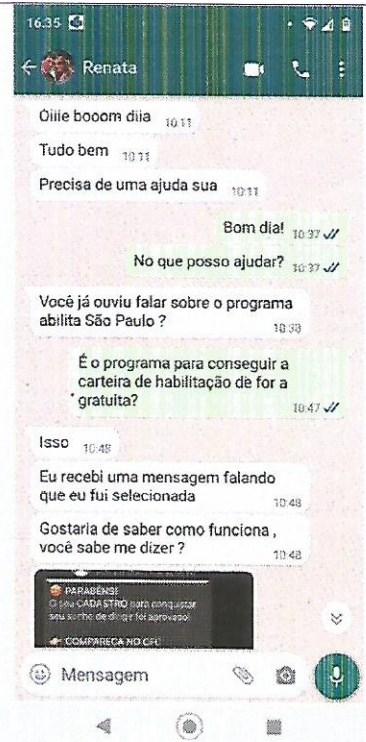 16.35
Renata
Oiiie booom diia 10:11
Tudo bem 10:11
Precisa de uma ajuda sua 10:11
Bom dia! 10:37
No que posso ajudar? 10:37
Você já ouviu falar sobre o programa
abilita São Paulo ? 10:38
É o programa para conseguir a
carteira de habilitação de for a
gratuita? 10:47
Isso 10:48
Eu recebi uma mensagem falando
que eu fui selecionada 10:48
Gostaria de saber como funciona ,
você sabe me dizer ? 10:48
PARABÉNS!
O seu CADASTRO para conquistar
seu sonho de dirigir foi aprovado!
COMPAREÇA NO CFC
Mensagem